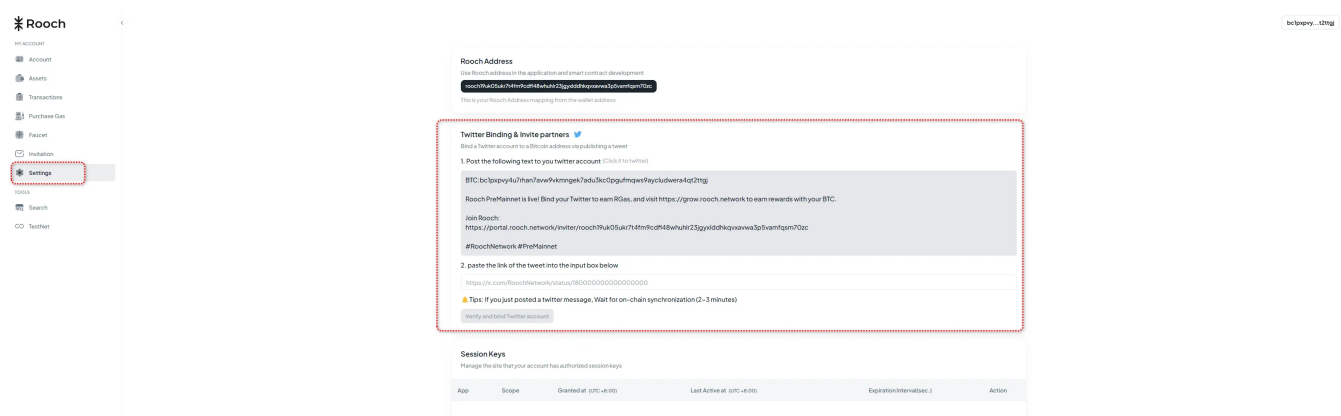 Rooch
bc1pxpvy...t2ttgj
MY ACCOUNT
Account
Assets
Transactions
Purchase Gas
Faucet
Invitation
Settings
TOOLS
Search
TestNet
Rooch Address
Use Rooch address in the application and smart contract development
rooch19uk05ukr7t4fm9cdfl48whuhlr23jgyxlddhkqvxavwa3p5vamfqsm70zc
This is your Rooch Address mapping from the wallet address
Twitter Binding & Invite partners
Bind a Twitter account to a Bitcoin address via publishing a tweet
1. Post the following text to you twitter account (Click it to twitter)
BTC:bc1pxpvy4u7rhan7avw9vkmngek7adu3kc0pgufmqws9aycludwera4qt2ttgj
Rooch PreMainnet is live! Bind your Twitter to earn RGas, and visit https://grow.rooch.network to earn rewards with your BTC.
Join Rooch:
https://portal.rooch.network/inviter/rooch19uk05ukr7t4fm9cdfl48whuhlr23jgyxlddhkqvxavwa3p5vamfqsm70zc
#RoochNetwork #PreMainnet
2. paste the link of the tweet into the input box below
https://x.com/RoochNetwork/status/180000000000000000
Tips: If you just posted a twitter message, Wait for on-chain synchronization (2-3 minutes)
Verify and bind Twitter account
Session Keys
Manage the site that your account has authorized session keys
App Scope Granted at (UTC +8:00) Last Active at (UTC +8:00) Expiration Interval(sec.) Action